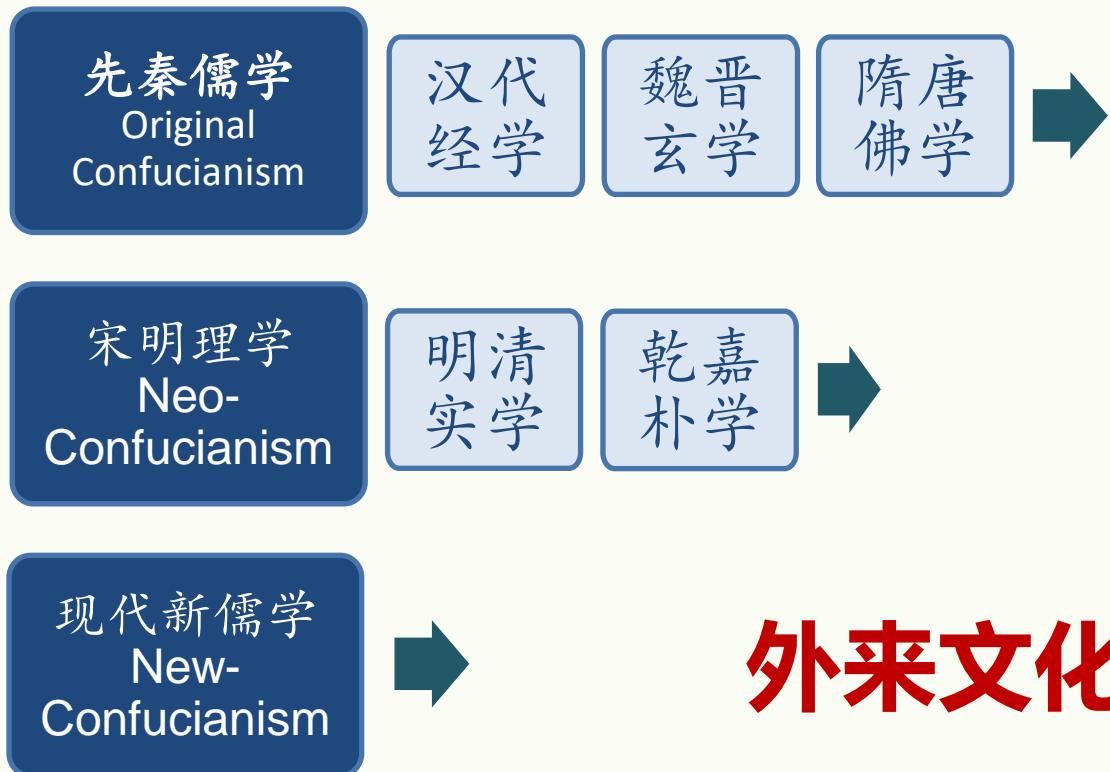 先秦儒学
Original
Confucianism
汉代
经学
魏晋
玄学
隋唐
佛学
宋明理学
Neo-
Confucianism
明清
实学
乾嘉
朴学
现代新儒学
New-
Confucianism
外来文化